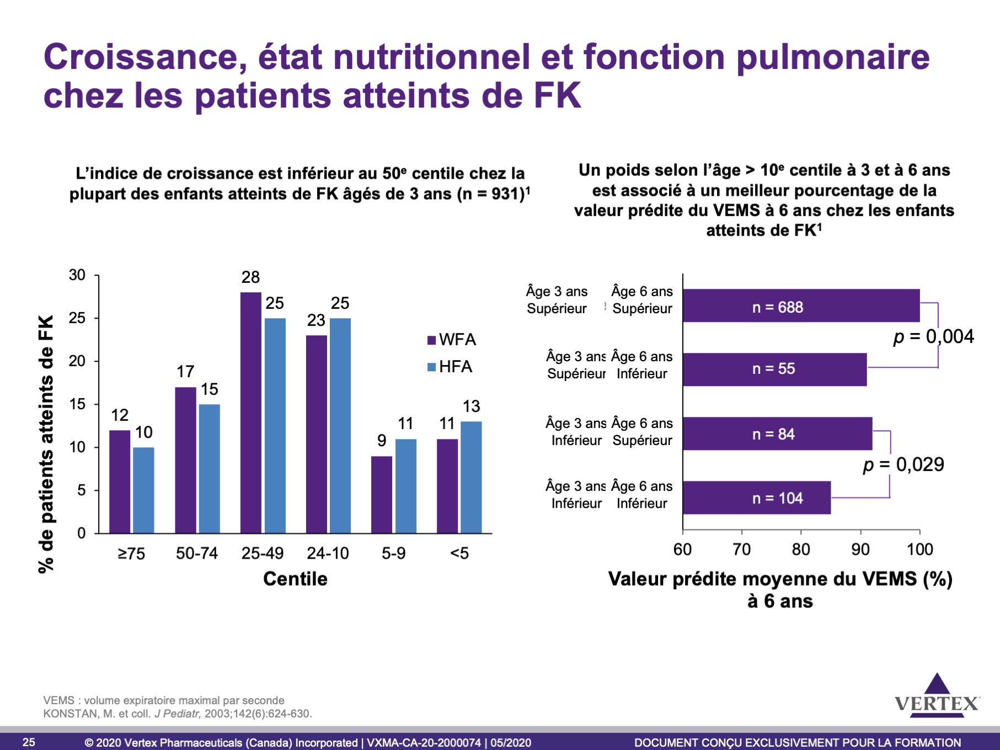 Croissance, état nutritionnel et fonction pulmonaire
chez les patients atteints de FK
L’indice de croissance est inférieur au 50e centile chez la
plupart des enfants atteints de FK âgés de 3 ans (n = 931)1
% de patients atteints de FK
30
25
20
15
10
5
0
12
10
17
15
28
25
23
25
9
11
11
13
WFA
HFA
≥75
50-74
25-49
24-10
5-9
<5
Centile
Un poids selon l’âge > 10e centile à 3 et à 6 ans
est associé à un meilleur pourcentage de la
valeur prédite du VEMS à 6 ans chez les enfants
atteints de FK1
Âge 3 ans
Supérieur
Âge 6 ans
Supérieur
n = 688
Âge 3 ans
Supérieur
Âge 6 ans
Inférieur
n = 55
p = 0,004
Âge 3 ans
Inférieur
Âge 6 ans
Supérieur
n = 84
Âge 3 ans
Inférieur
Âge 6 ans
Inférieur
n = 104
p = 0,029
60
70
80
90
100
Valeur prédite moyenne du VEMS (%)
à 6 ans
VEMS : volume expiratoire maximal par seconde
KONSTAN, M. et coll. J Pediatr, 2003;142(6):624-630.
VERTEX
25
© 2020 Vertex Pharmaceuticals (Canada) Incorporated | VXMA-CA-20-2000074 | 05/2020
DOCUMENT CONÇU EXCLUSIVEMENT POUR LA FORMATION